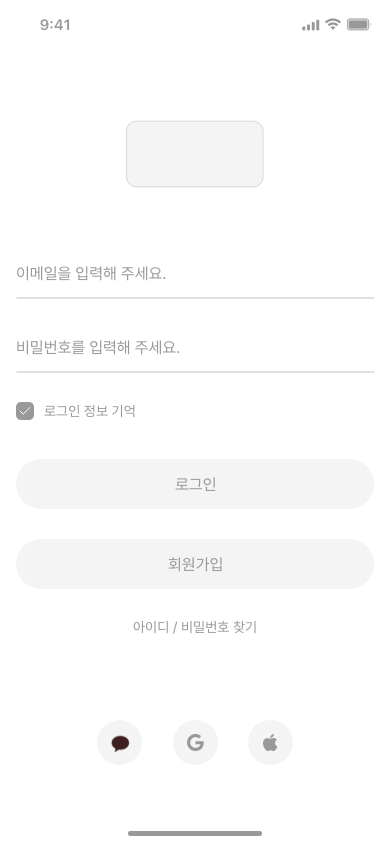 9:41
이메일을 입력해 주세요.
비밀번호를 입력해 주세요.
로그인 정보 기억
로그인
회원가입
아이디 / 비밀번호 찾기